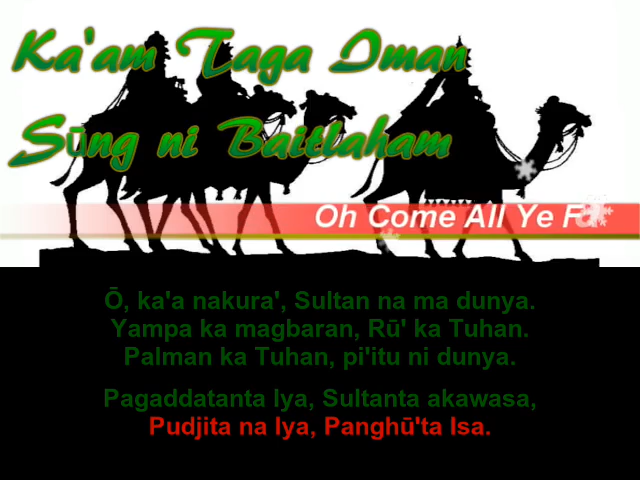 Ka'am Taga Iman
Sūng ni Baitlaham
Oh Come All Ye Fa
Ō, ka'a nakura', Sultan na ma dunya.
Yampa ka magbaran, Rū' ka Tuhan.
Palman ka Tuhan, pi'itu ni dunya.
Pagaddatanta Iya, Sultanta akawasa,
Pudjita na Iya, Panghū'ta Isa.